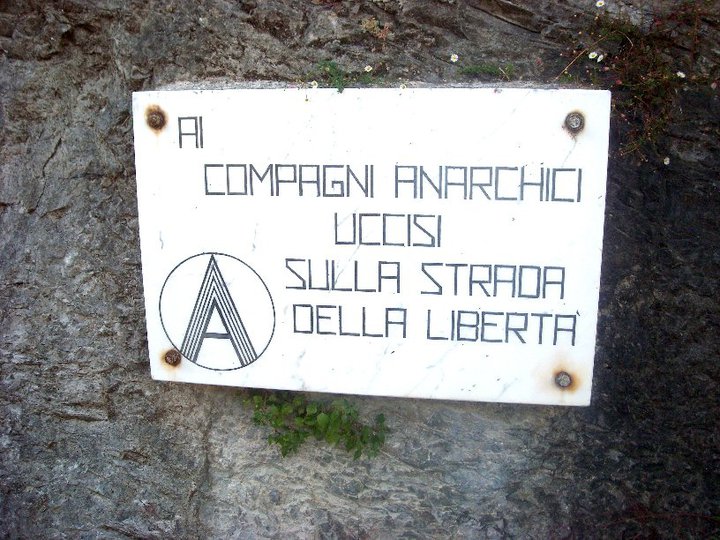 AI
COMPAGNI ANARCHICI
UCCISI
SULLA STRADA
DELLA LIBERTÀ
A